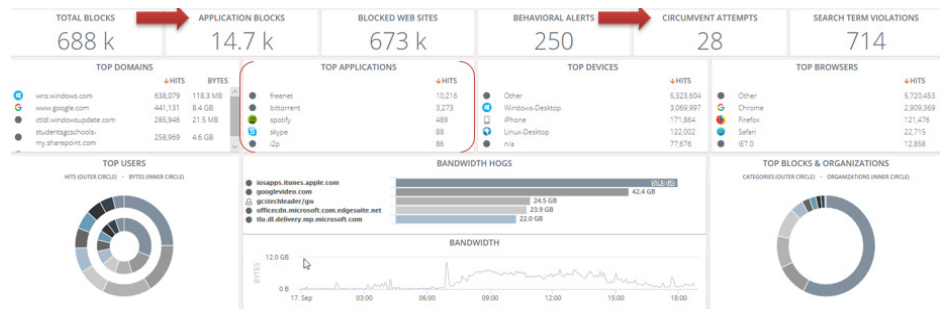 TOTAL BLOCKS
688 k
APPLICATION BLOCKS
14.7 k
BLOCKED WEB SITES
673 k
BEHAVIORAL ALERTS
250
CIRCUMVENT ATTEMPTS
28
SEARCH TERM VIOLATIONS
714
TOP DOMAINS
HITS BYTES
wns.windows.com 638,079 118.3 MB
www.google.com 441,131 8.4 GB
ctldl.windowsupdate.com 285,946 21.5 MB
studentsgcschools-
my.sharepoint.com 258,969 4.6 GB
TOP APPLICATIONS
HITS
freenet 10,216
bittorrent 3,273
spotify 489
skype 88
i2p 86
TOP DEVICES
HITS
Other 5,323,604
Windows-Desktop 3,069,997
iPhone 171,864
Linux-Desktop 122,002
n/a 77,676
TOP BROWSERS
HITS
Other 5,720,453
Chrome 2,909,369
Firefox 121,476
Safari 22,715
IE7.0 12,858
TOP USERS
HITS (OUTER CIRCLE) - BYTES (INNER CIRCLE)
BANDWIDTH HOGS
iosapps.itunes.apple.com
googlevideo.com 42.4 GB
gcstechleader/gw 24.5 GB
officecdn.microsoft.com.edgesuite.net 23.9 GB
tlu.dl.delivery.mp.microsoft.com 22.0 GB
BANDWIDTH
BYTES
12.0 GB
0 B
17. Sep 03:00 06:00 09:00 12:00 15:00 18:00
TOP BLOCKS & ORGANIZATIONS
CATEGORIES (OUTER CIRCLE) - ORGANIZATIONS (INNER CIRCLE)